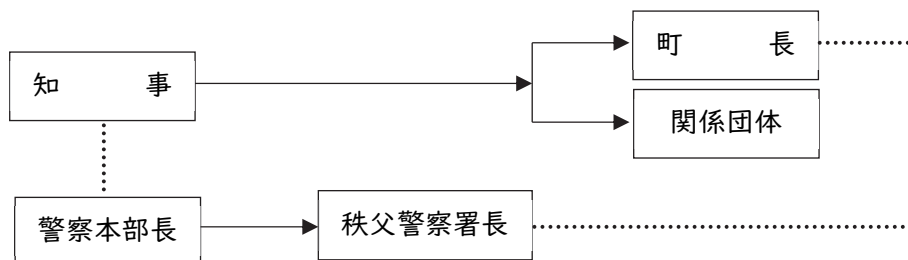 町　　長
知　　事
関係団体
警察本部長
秩父警察署長